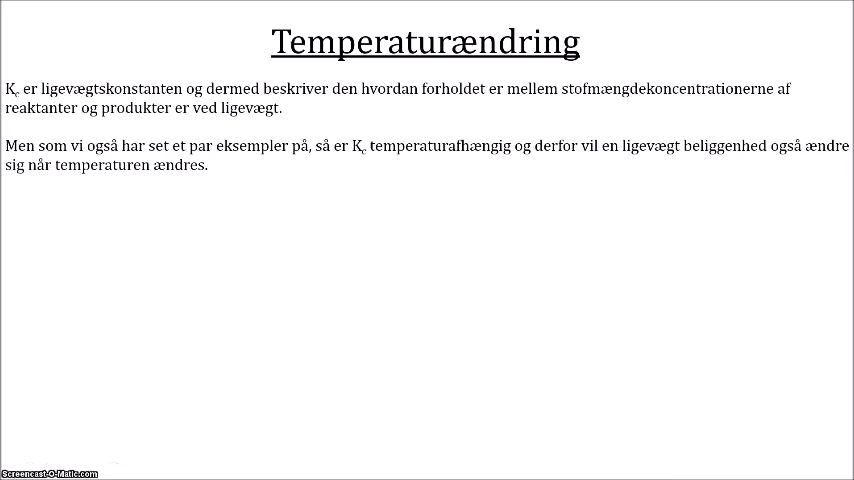 Temperaturændring
Kc er ligevægtskonstanten og dermed beskriver den hvordan forholdet er mellem stofmængdekoncentrationerne af
reaktanter og produkter er ved ligevægt.
Men som vi også har set et par eksempler på, så er Kc temperaturafhængig og derfor vil en ligevægt beliggenhed også ændre
sig når temperaturen ændres.
Screencast-O-Matic.com